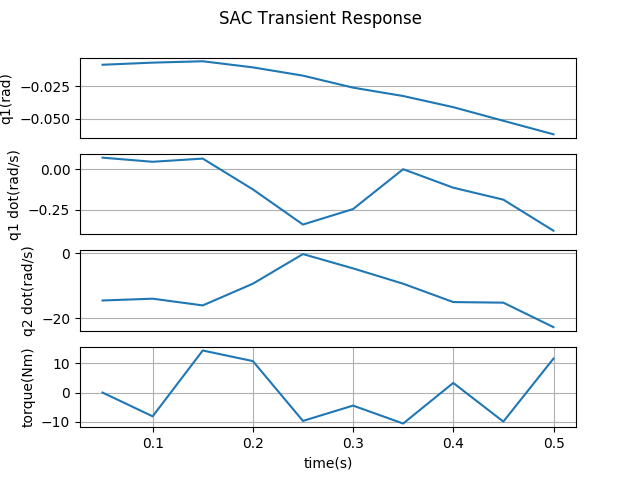 SAC Transient Response
q1(rad)
−0.025
−0.050
q1 dot(rad/s)
0.00
−0.25
q2 dot(rad/s)
0
−20
torque(Nm)
10
0
−10
0.1 0.2 0.3 0.4 0.5
time(s)